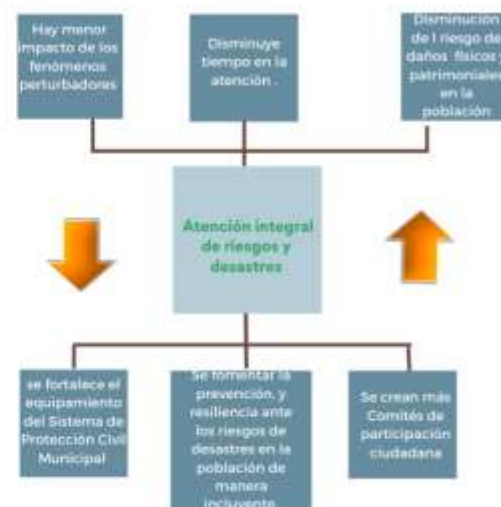 Hay menor
impacto de los
fenómenos
perturbadores
Disminuye
tiempo en la
atención .
Disminución
de l riesgo de
daños físicos y
patrimoniales
en la
población
Atención integral
de riesgos y
desastres
se fortalece el
equipamiento
del Sistema de
Protección Civil
Municipal
Se fomentar la
prevención, y
resiliencia ante
los riesgos de
desastres en la
población de
manera
incluyente
Se crean más
Comités de
participación
ciudadana